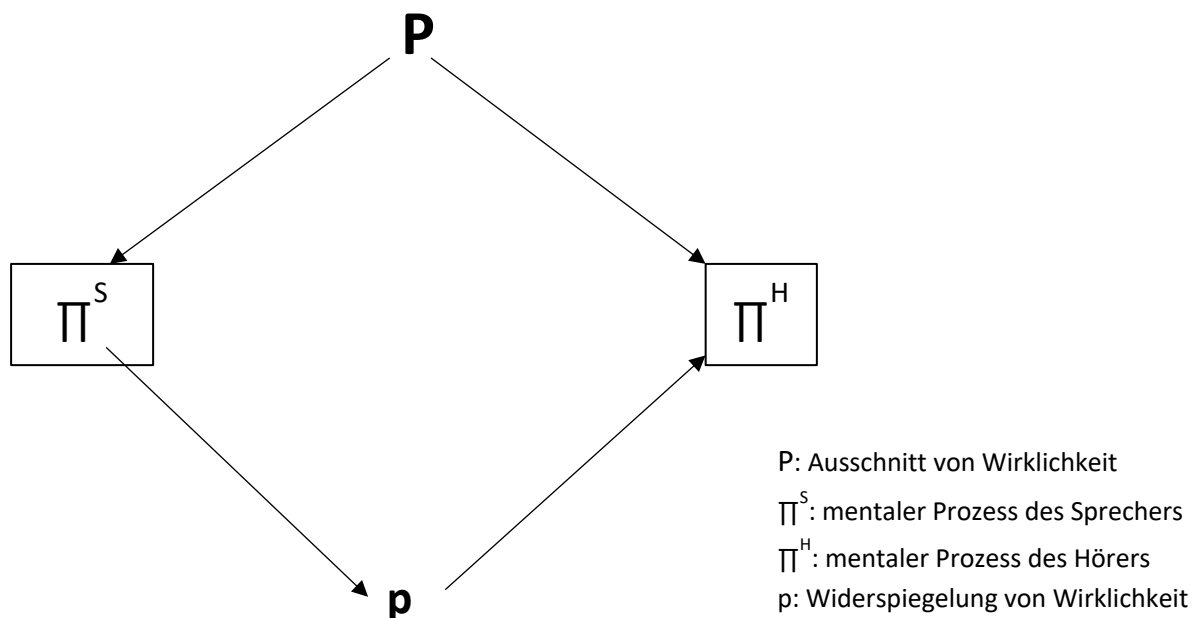 P
∏S
∏H
P: Ausschnitt von Wirklichkeit
∏S: mentaler Prozess des Sprechers
∏H: mentaler Prozess des Hörers
p
p: Widerspiegelung von Wirklichkeit